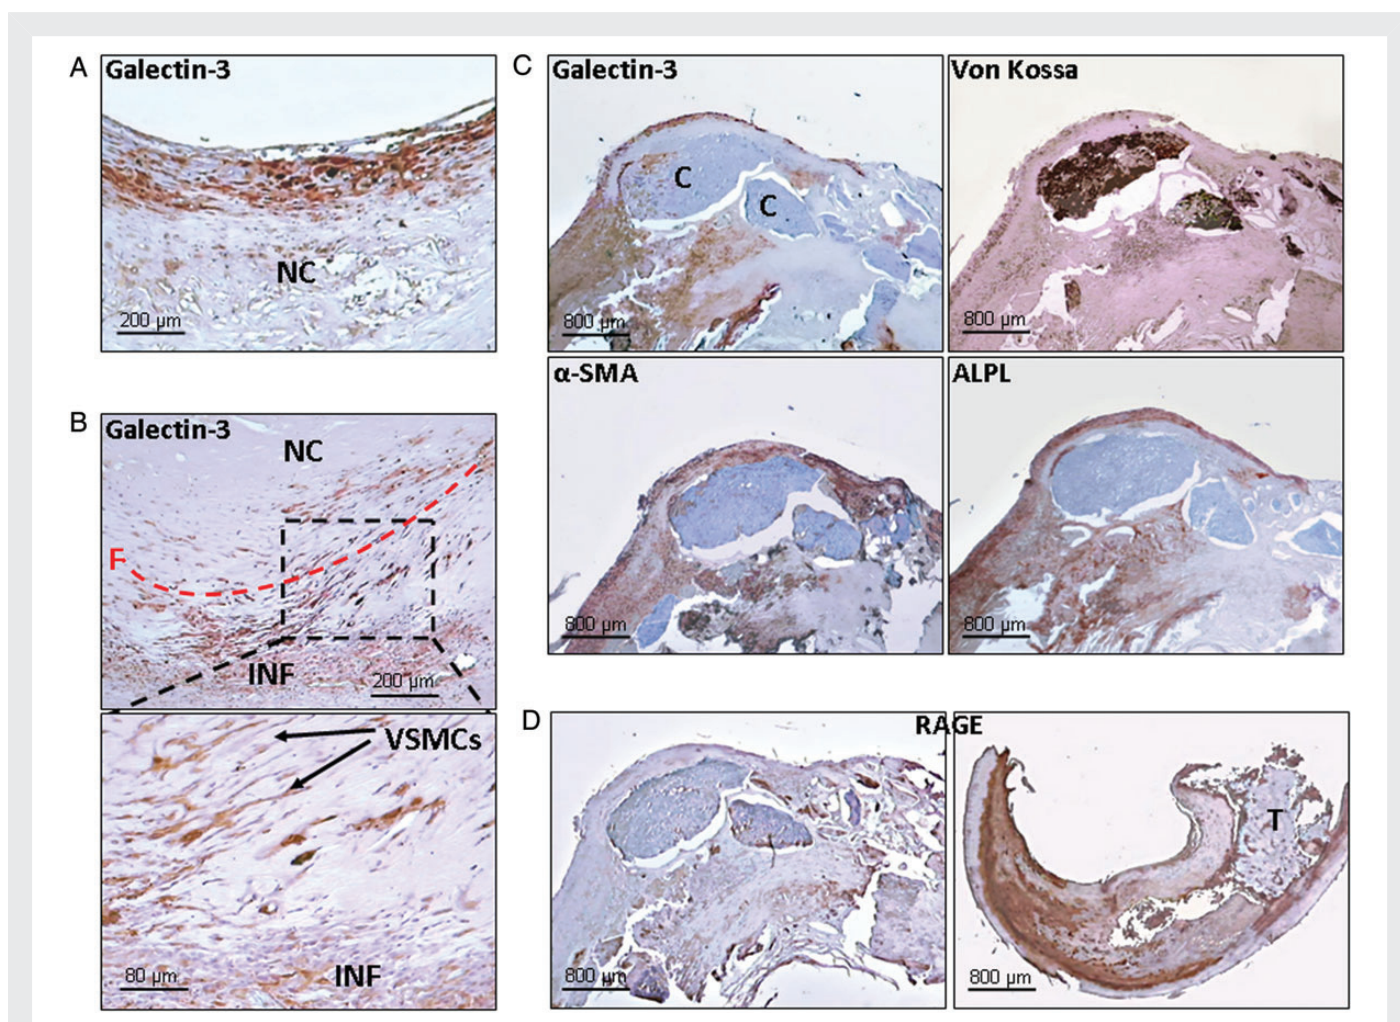 A
Galectin-3
NC
200 µm
B
Galectin-3
NC
F
INF
200 µm
VSMCs
INF
80 µm
C
Galectin-3
C
C
800 µm
Von Kossa
800 µm
α-SMA
800 µm
ALPL
800 µm
D
RAGE
800 µm
T
800 µm